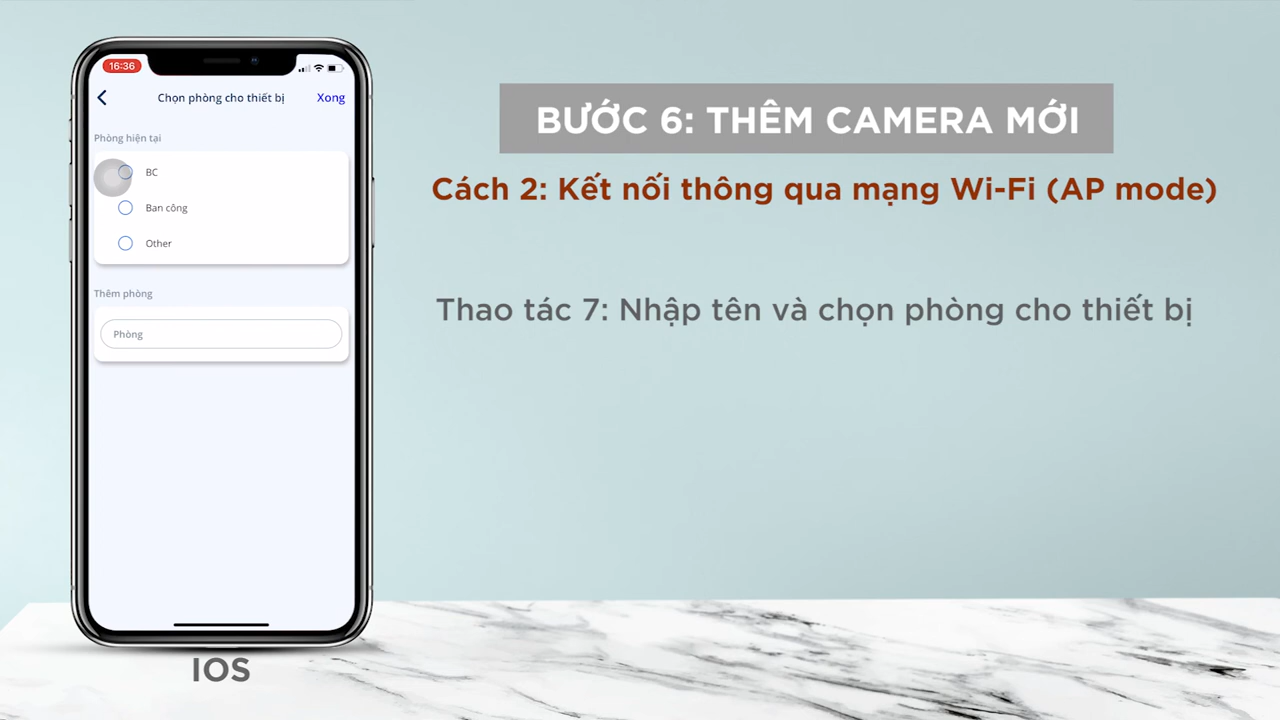 16:36
Chọn phòng cho thiết bị
Xong
Phòng hiện tại
BC
Ban công
Other
Thêm phòng
Phòng
IOS
BƯỚC 6: THÊM CAMERA MỚI
Cách 2: Kết nối thông qua mạng Wi-Fi (AP mode)
Thao tác 7: Nhập tên và chọn phòng cho thiết bị